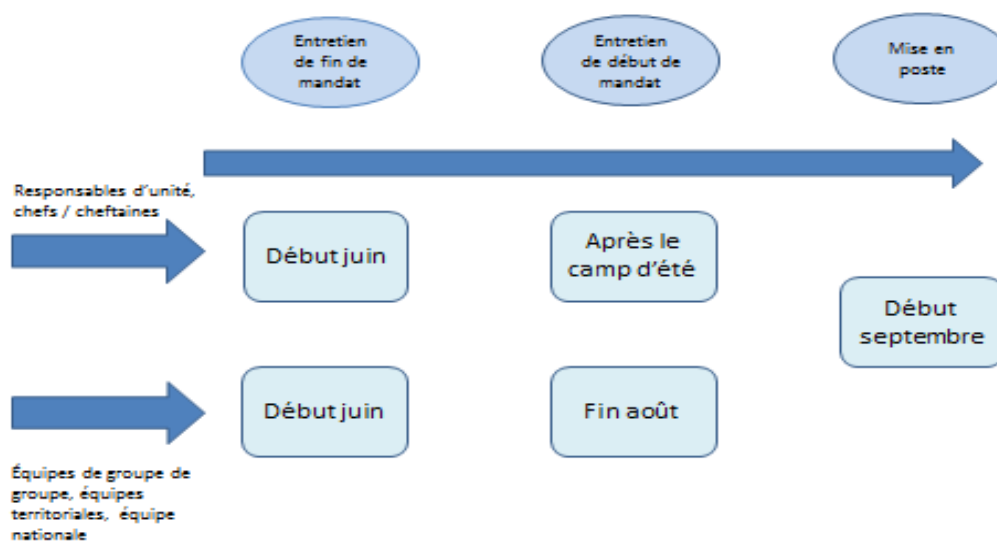 Entretien
de fin de
mandat
Entretien
de début de
mandat
Mise en
poste
Responsables d'unité,
chefs / cheftaines
Début juin
Après le
camp d'été
Début
septembre
Début juin
Fin août
Équipes de groupe de
groupe, équipes
territoriales, équipe
nationale